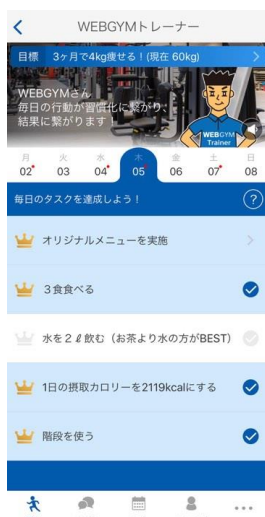 WEBGYMトレーナー
目標 3ヶ月で4kg痩せる！(現在 60kg)
WEBGYMさん
毎日の行動が習慣化に繋がり、
結果に繋がります！
WEBGYM
Trainer
月 火 水 木 金 土 日
02 03 04 05 06 07 08
毎日のタスクを達成しよう！ ?
オリジナルメニューを実施
３食食べる
水を２ℓ飲む（お茶より水の方がBEST）
1日の摂取カロリーを2119kcalにする
階段を使う